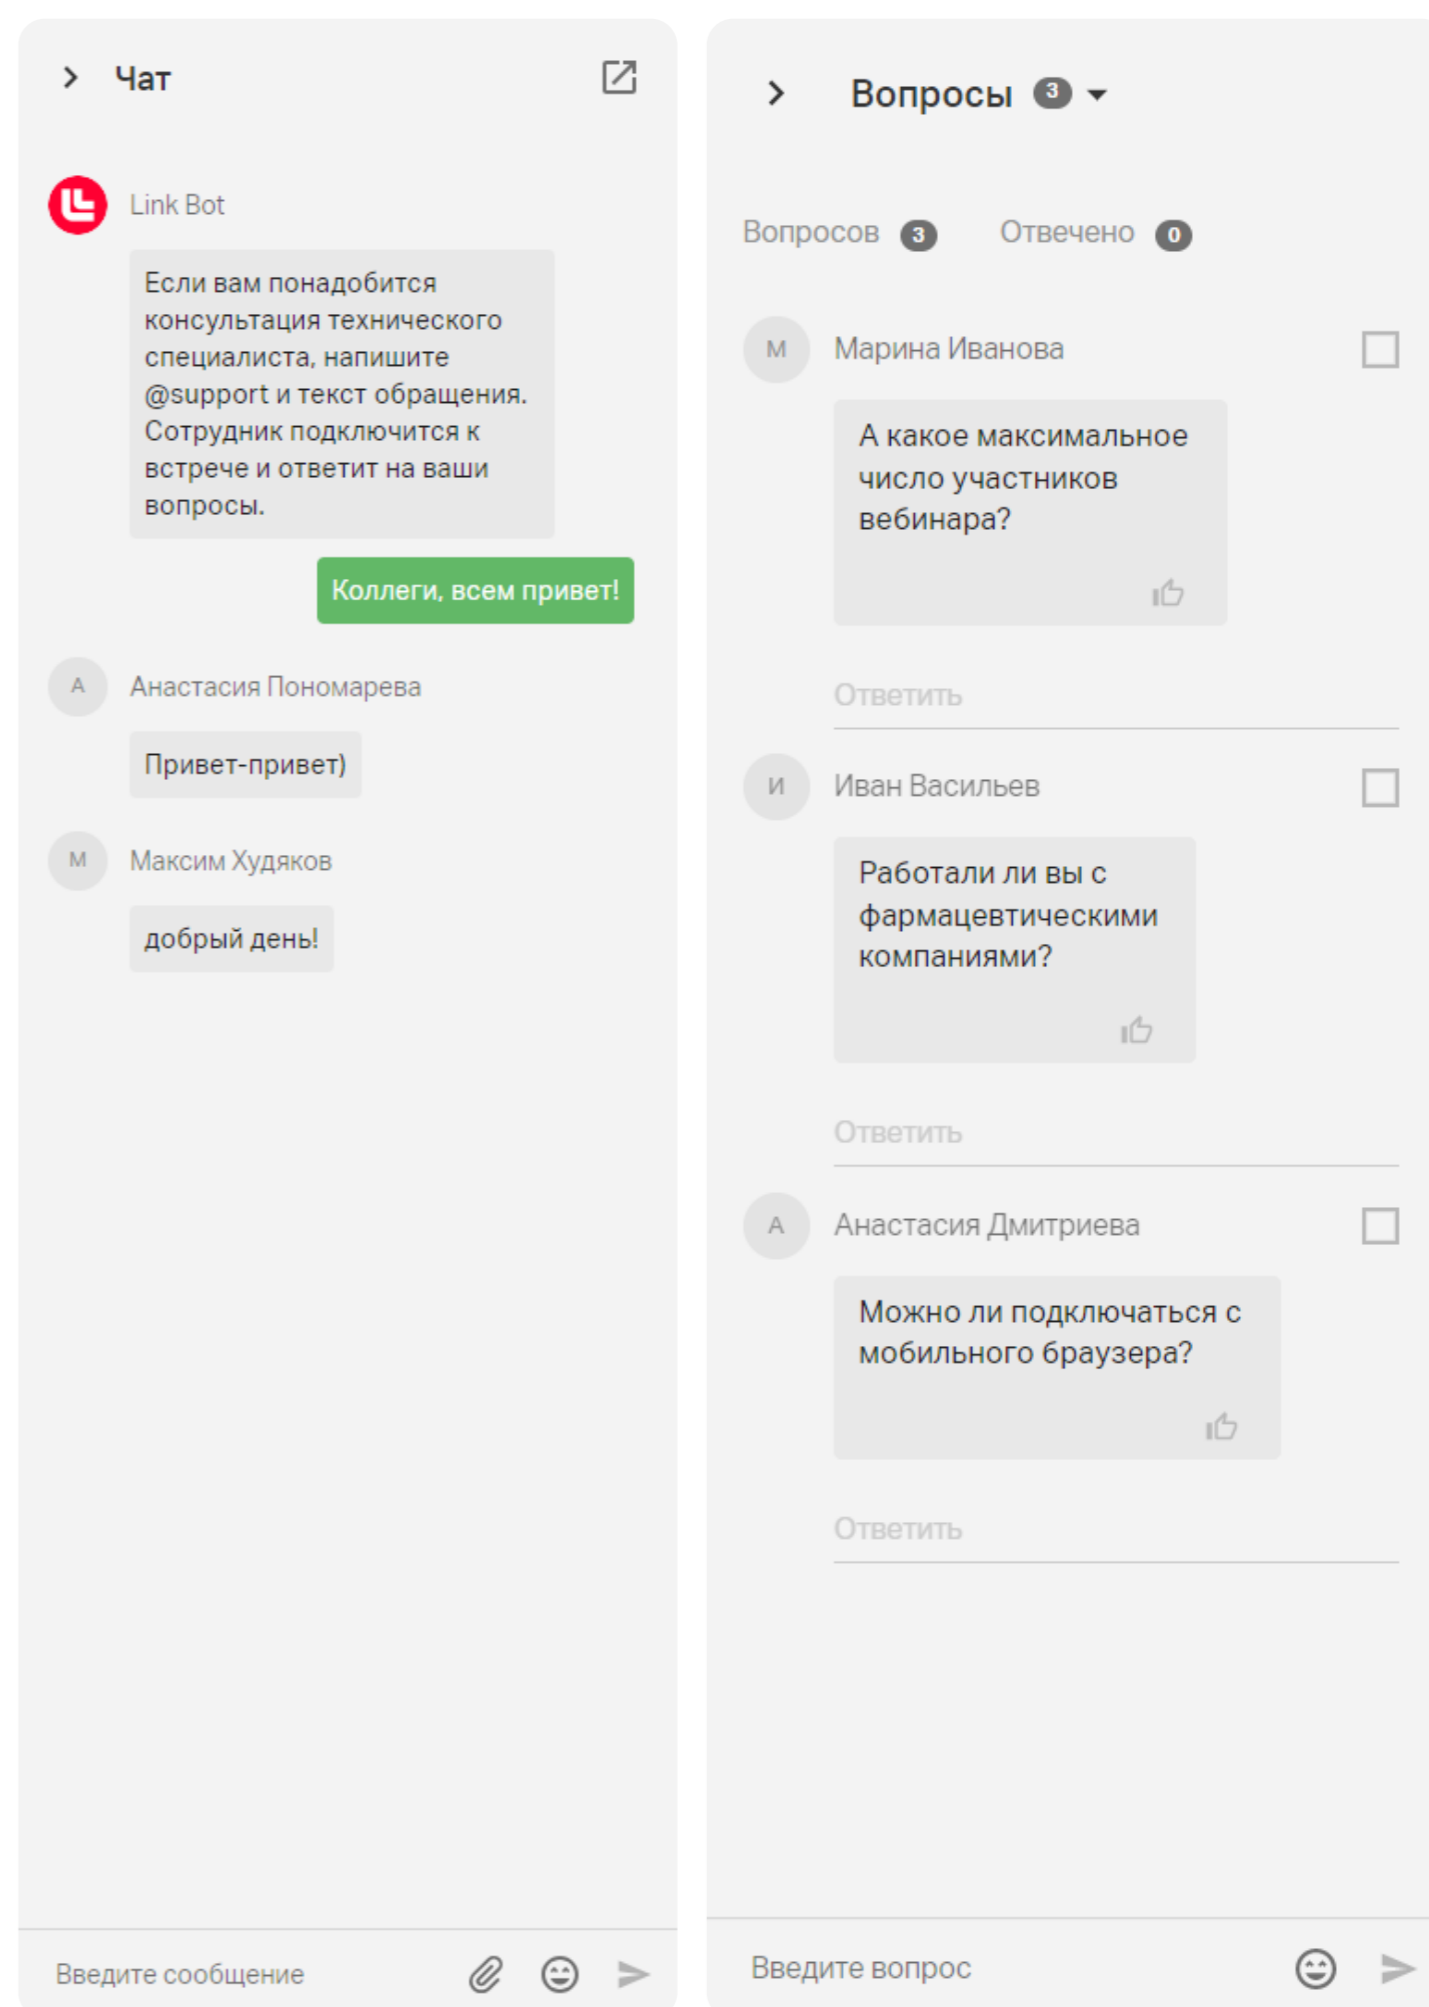 Чат
Link Bot
Если вам понадобится
консультация технического
специалиста, напишите
@support и текст обращения.
Сотрудник подключится к
встрече и ответит на ваши
вопросы.
Коллеги, всем привет!
А
Анастасия Пономарева
Привет-привет)
М
Максим Худяков
добрый день!
Введите сообщение
Вопросы 3
Вопросов 3 Отвечено 0
М
Марина Иванова
А какое максимальное
число участников
вебинара?
Ответить
И
Иван Васильев
Работали ли вы с
фармацевтическими
компаниями?
Ответить
А
Анастасия Дмитриева
Можно ли подключаться с
мобильного браузера?
Ответить
Введите вопрос